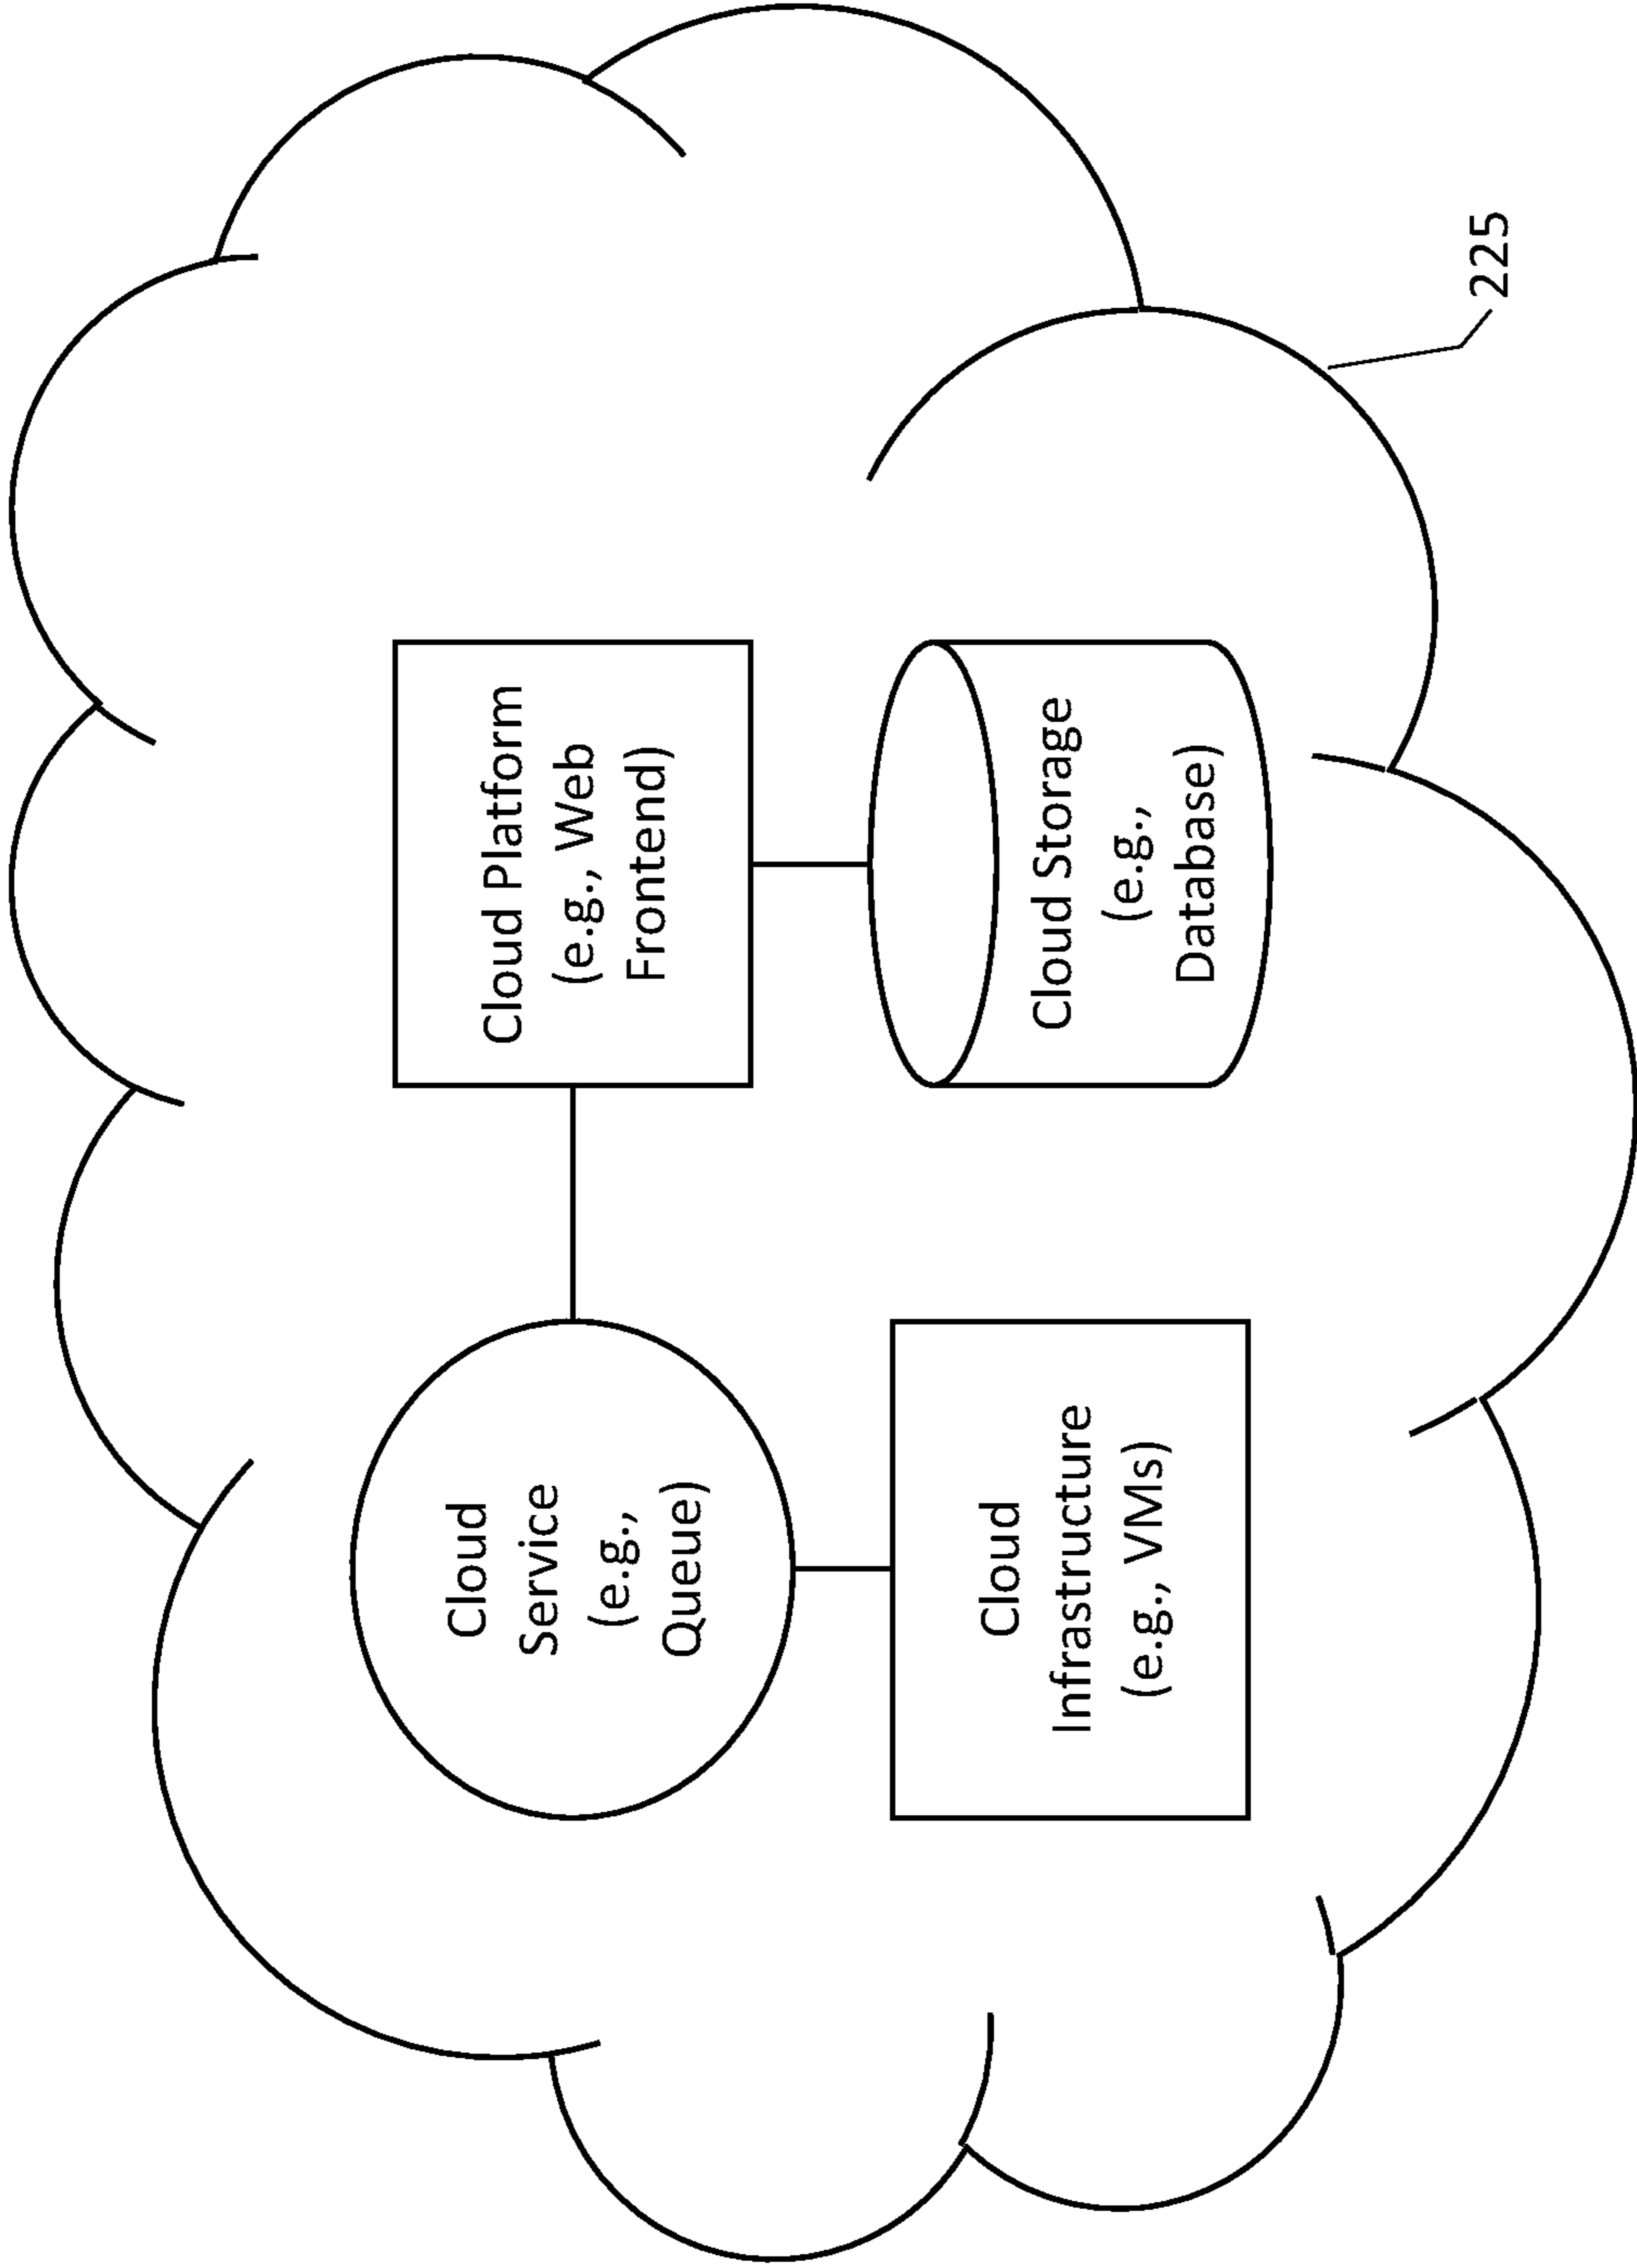 Cloud
Service
(e.g.,
Queue)
Cloud Platform
(e.g., Web
Frontend)
Cloud
Infrastructure
(e.g., VMs)
Cloud Storage
(e.g.,
Database)
225